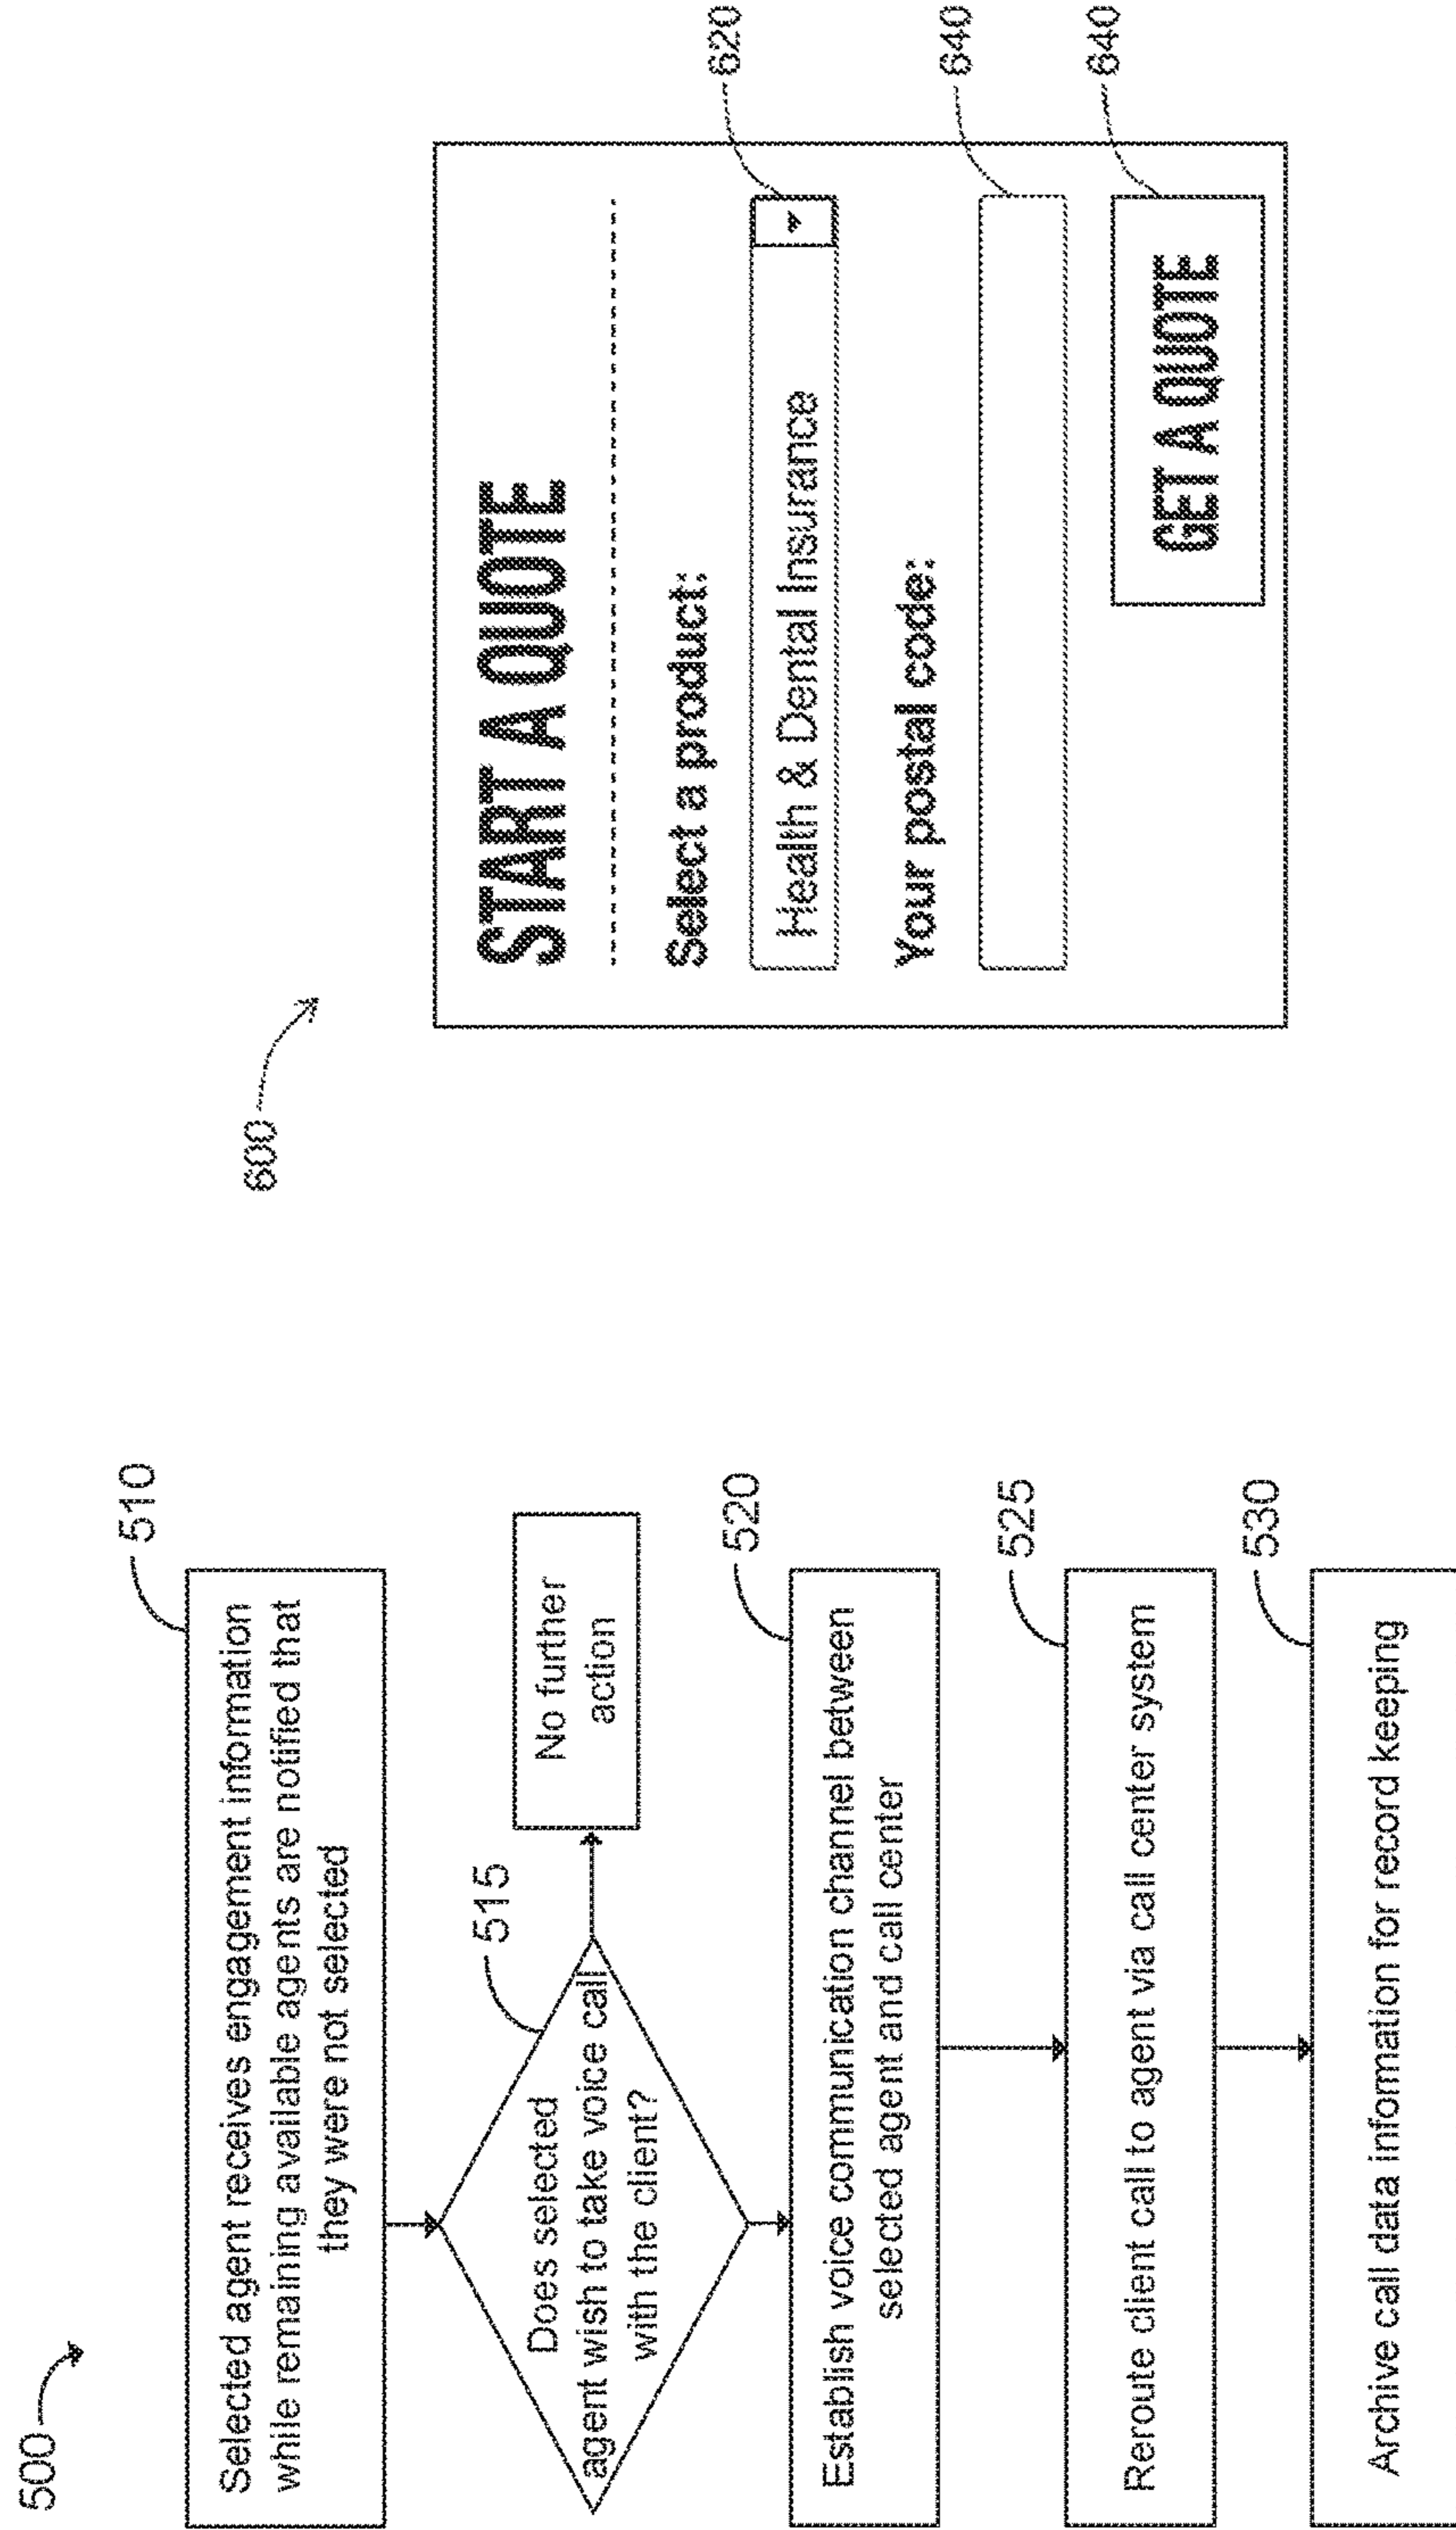 500
510
Selected agent receives engagement information
while remaining available agents are notified that
they were not selected
515
Does selected
agent wish to take voice call
with the client?
No further
action
520
Establish voice communication channel between
selected agent and call center
525
Reroute client call to agent via call center system
530
Archive call data information for record keeping
600
START A QUOTE
Select a product:
620
Health & Dental Insurance
Your postal code:
640
640
GET A QUOTE